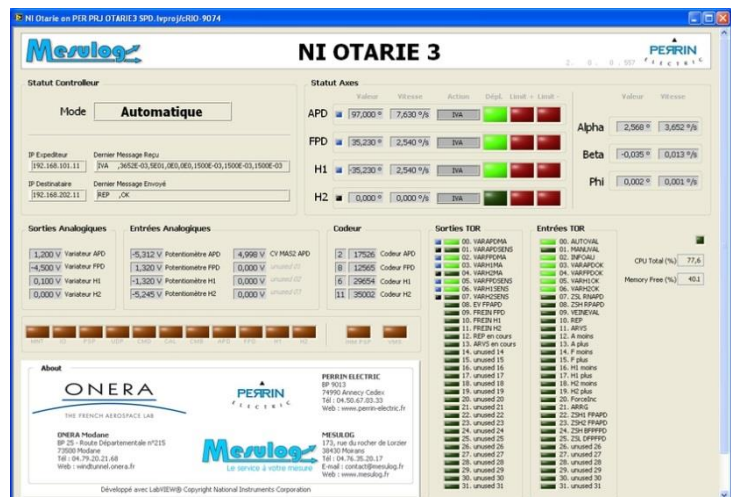 NI Otarie on PER PRJ OTARIE3 SPD.lvproj/cRIO-9074
Mesulog
NI OTARIE 3
2 . 0 . 0 . 557
PERRIN
ELECTRIC
Statut Controlleur
Mode
Automatique
IP Expediteur
Dernier Message Reçu
192.168.101.11
IVA ,3652E-03,5E01,0E0,0E0,1500E-03,1500E-03,1500E-03
IP Destinataire
Dernier Message Envoyé
192.168.202.11
REP ,OK
Statut Axes
Valeur Vitesse Action Dépl. Limit + Limit -
APD 97,000 ° 7,630 °/s IVA
FPD 35,230 ° 2,540 °/s IVA
H1 -35,230 ° 2,540 °/s IVA
H2 0,000 ° 0,000 °/s IVA
Valeur Vitesse
Alpha 2,568 ° 3,652 °/s
Beta -0,035 ° 0,013 °/s
Phi 0,002 ° 0,001 °/s
Sorties Analogiques
1,200 V Variateur APD
-4,500 V Variateur FPD
0,100 V Variateur H1
0,000 V Variateur H2
Entrées Analogiques
-5,312 V Potentiomètre APD 4,998 V CV MAS2 APD
1,320 V Potentiomètre FPD 0,000 V unused 21
-1,320 V Potentiomètre H1 0,000 V unused 22
-5,245 V Potentiomètre H2 0,000 V unused 23
Codeur
2 17526 Codeur APD
8 12565 Codeur FPD
6 29654 Codeur H1
11 35002 Codeur H2
Sorties TOR
00. VARAPDMA
01. VARAPDSENS
02. VARFPDMA
03. VARH1MA
04. VARH2MA
05. VARFPDSENS
06. VARH1SENS
07. VARH2SENS
08. EV FPAPD
09. FREIN FPD
10. FREIN H1
11. FREIN H2
12. REP en cours
13. ARVS en cours
14. unused 14
15. unused 15
16. unused 16
17. unused 17
18. unused 18
19. unused 19
20. unused 20
21. unused 21
22. unused 22
23. unused 23
24. unused 24
25. unused 25
26. unused 26
27. unused 27
28. unused 28
29. unused 29
30. unused 30
31. unused 31
Entrées TOR
00. AUTOVAL
01. MANUVAL
02. INFOAU
03. VARAPDOK
04. VARFPDOK
05. VARH1OK
06. VARH2OK
07. ZSL RNAPD
08. ZSH RPAPD
09. VEINEVAL
10. REP
11. ARVS
12. A moins
13. A plus
14. F moins
15. F plus
16. H1 moins
17. H1 plus
18. H2 moins
19. H2 plus
20. ForceInc
21. ARRG
22. ZSH1 FPAPD
23. ZSH2 FPAPD
24. ZSH BFPFPD
25. ZSL DFPFPD
26. unused 26
27. unused 27
28. unused 28
29. unused 29
30. unused 30
31. unused 31
CPU Total (%) 77,6
Memory Free (%) 40.1
About
ONERA
THE FRENCH AEROSPACE LAB
ONERA Modane
BP 25 - Route Départementale n°215
73500 Modane
Tél : 04.79.20.21.68
Web : windtunnel.onera.fr
PERRIN
ELECTRIC
PERRIN ELECTRIC
BP 9013
74990 Annecy Cedex
Tél : 04.50.67.03.33
Web : www.perrin-electric.fr
Mesulog
Le service à votre mesure
MESULOG
173, rue du rocher de Lorzier
38430 Moirans
Tél : 04.76.35.20.17
E-mail : contact@mesulog.fr
Web : www.mesulog.fr
Développé avec LabVIEW® Copyright National Instruments Corporation